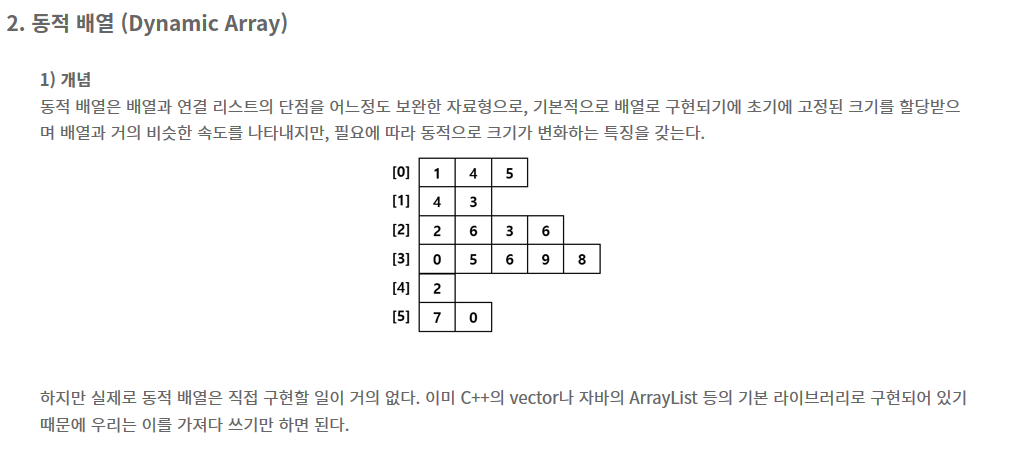 2. 동적 배열 (Dynamic Array)
1) 개념
동적 배열은 배열과 연결 리스트의 단점을 어느정도 보완한 자료형으로, 기본적으로 배열로 구현되기에 초기에 고정된 크기를 할당받으
며 배열과 거의 비슷한 속도를 나타내지만, 필요에 따라 동적으로 크기가 변화하는 특징을 갖는다.
[0] 1 4 5
[1] 4 3
[2] 2 6 3 6
[3] 0 5 6 9 8
[4] 2
[5] 7 0
하지만 실제로 동적 배열은 직접 구현할 일이 거의 없다. 이미 C++의 vector나 자바의 ArrayList 등의 기본 라이브러리로 구현되어 있기
때문에 우리는 이를 가져다 쓰기만 하면 된다.